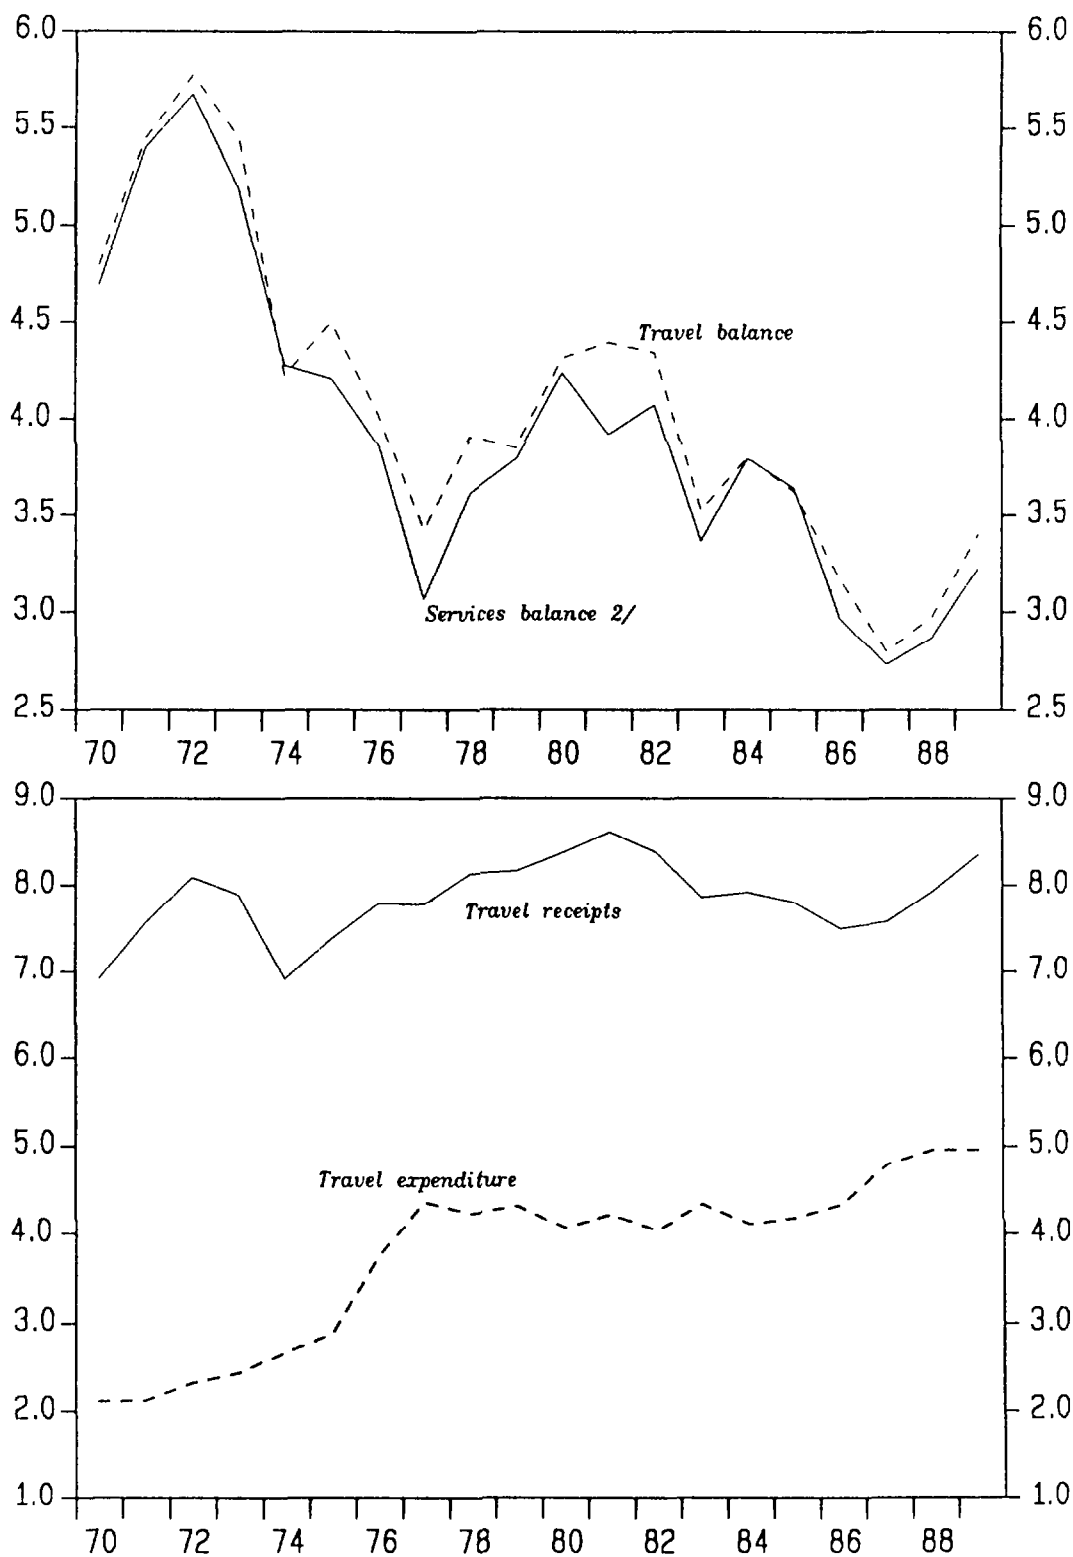 6.0 6.0
5.5 5.5
5.0 5.0
4.5 4.5
Travel balance
4.0 4.0
3.5 3.5
3.0 3.0
Services balance 2/
2.5 2.5
70 72 74 76 78 80 82 84 86 88
9.0 9.0
8.0 8.0
Travel receipts
7.0 7.0
6.0 6.0
5.0 5.0
Travel expenditure
4.0 4.0
3.0 3.0
2.0 2.0
1.0 1.0
70 72 74 76 78 80 82 84 86 88